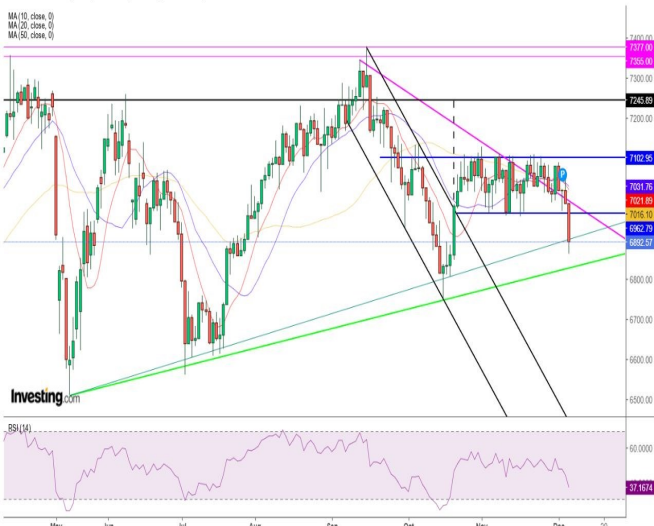 MA (10, close, 0)
MA (20, close, 0)
MA (50, close, 0)
7400.00
7377.00
7355.00
7300.00
7245.89
7200.00
7102.95
7031.76
7021.89
7016.10
6962.79
6892.57
6800.00
6700.00
6600.00
6500.00
P
Investing.com
RSI (14)
60.0000
37.1674
May
Jun
Jul
Aug
Sep
Oct
Nov
Dec